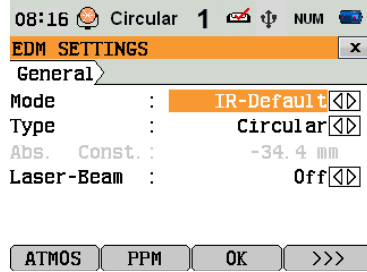 08:16 Circular 1 NUM
EDM SETTINGS x
General
Mode : IR-Default
Type : Circular
Abs. Const. : -34.4 mm
Laser-Beam : Off
ATMOS PPM OK >>>